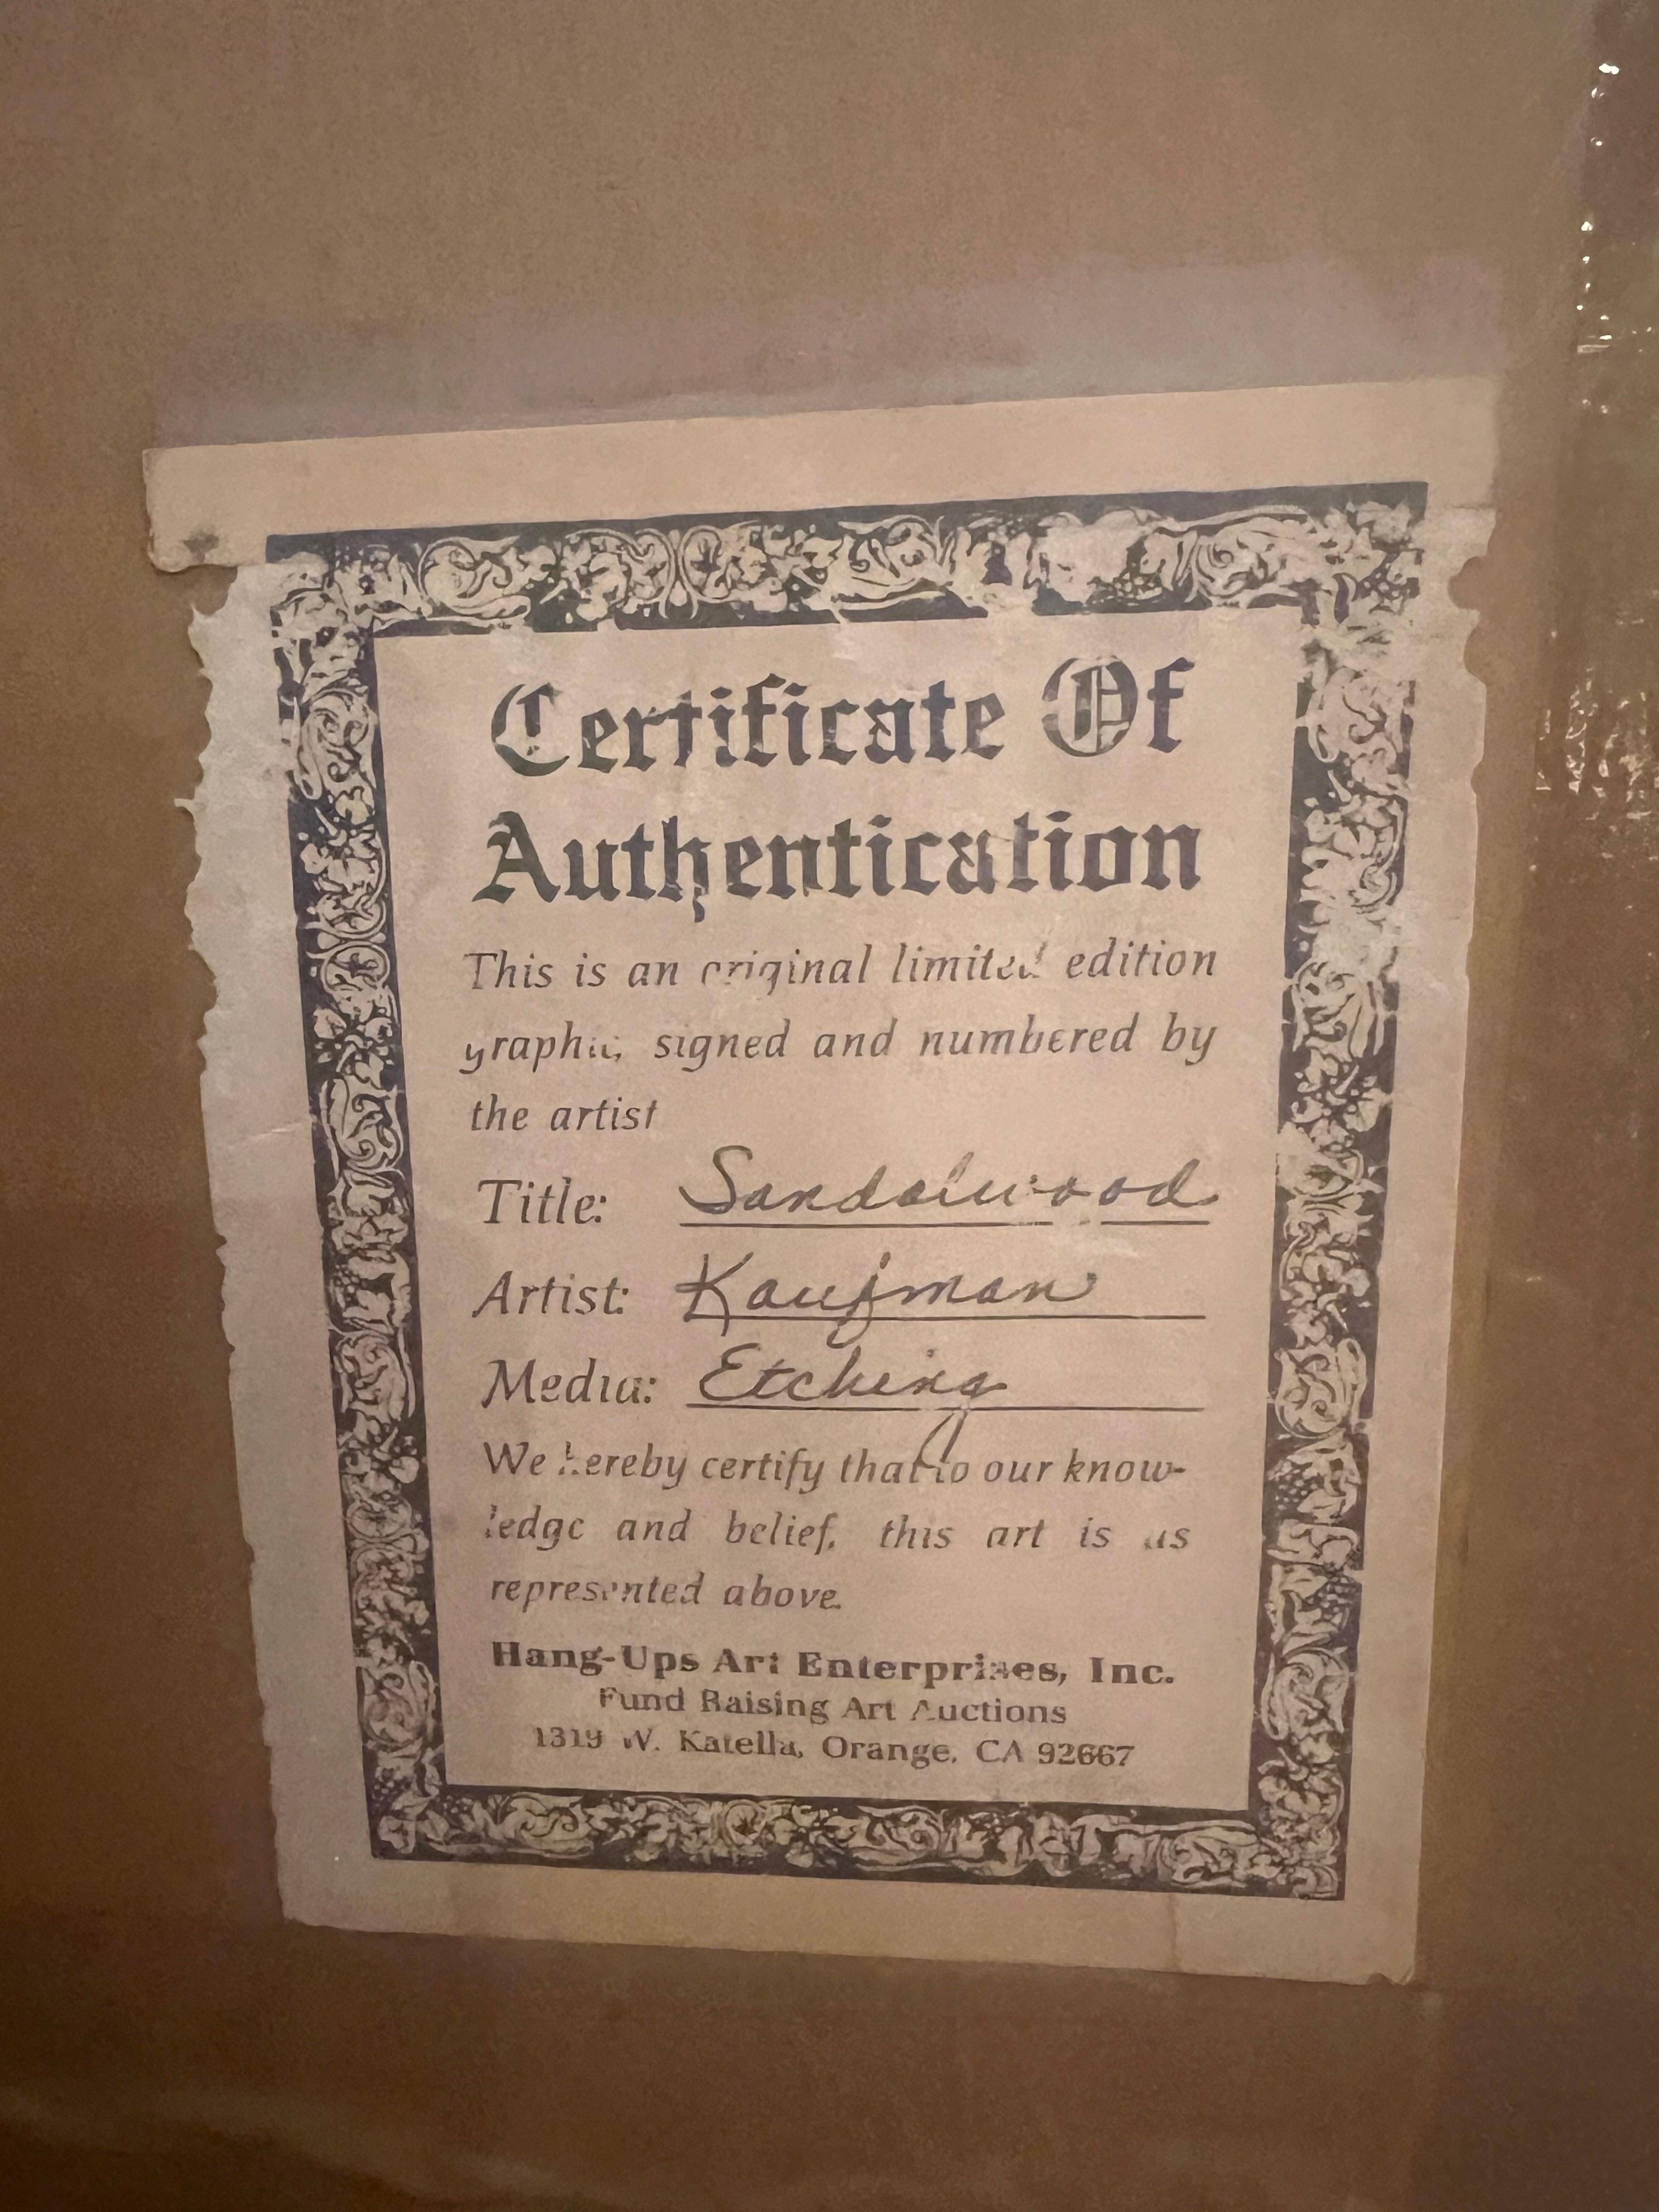 Certificate Of
Authentication
This is an original limited edition
graphic, signed and numbered by
the artist
Title: Sandalwood
Artist: Kaufman
Media: Etching
We hereby certify that to our know-
ledge and belief, this art is as
represented above.
Hang-Ups Art Enterprises, Inc.
Fund Raising Art Auctions
1319 W. Katella, Orange, CA 92667